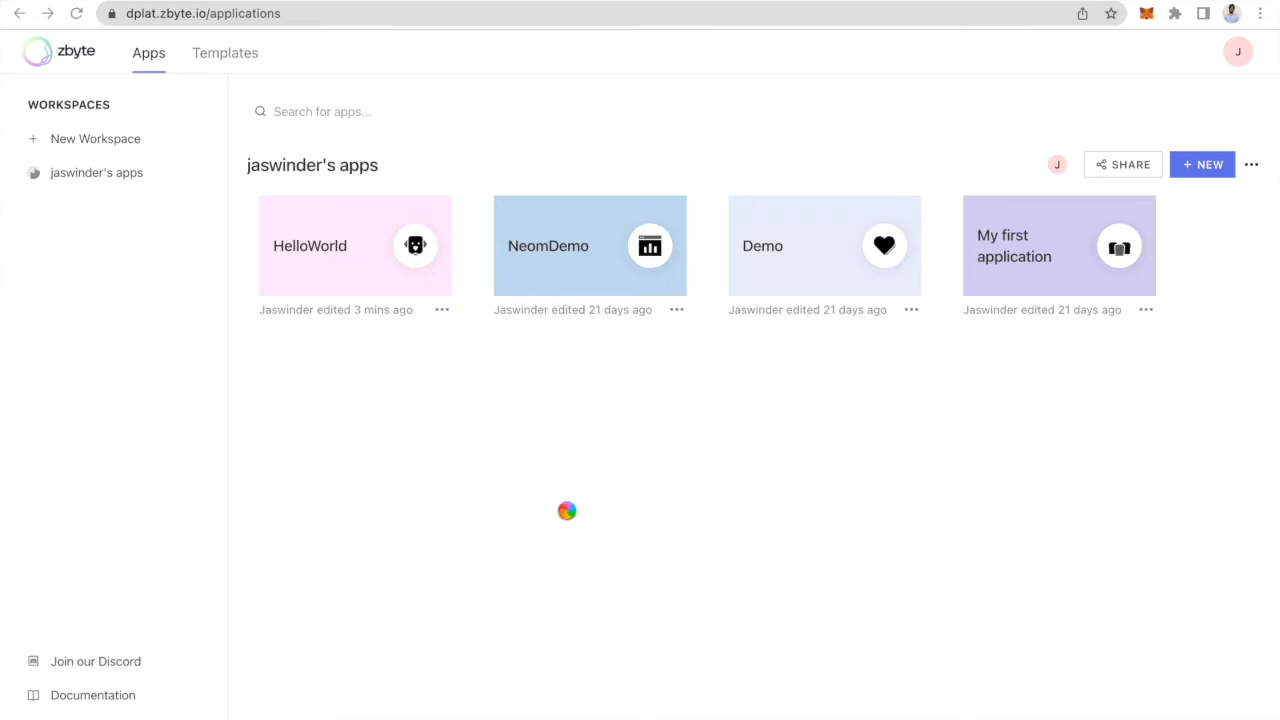 dplat.zbyte.io/applications
zbyte
Apps
Templates
J
WORKSPACES
New Workspace
jaswinder's apps
Search for apps...
jaswinder's apps
J
SHARE
+ NEW
HelloWorld
NeomDemo
Demo
My first
application
Jaswinder edited 3 mins ago
Jaswinder edited 21 days ago
Jaswinder edited 21 days ago
Jaswinder edited 21 days ago
Join our Discord
Documentation